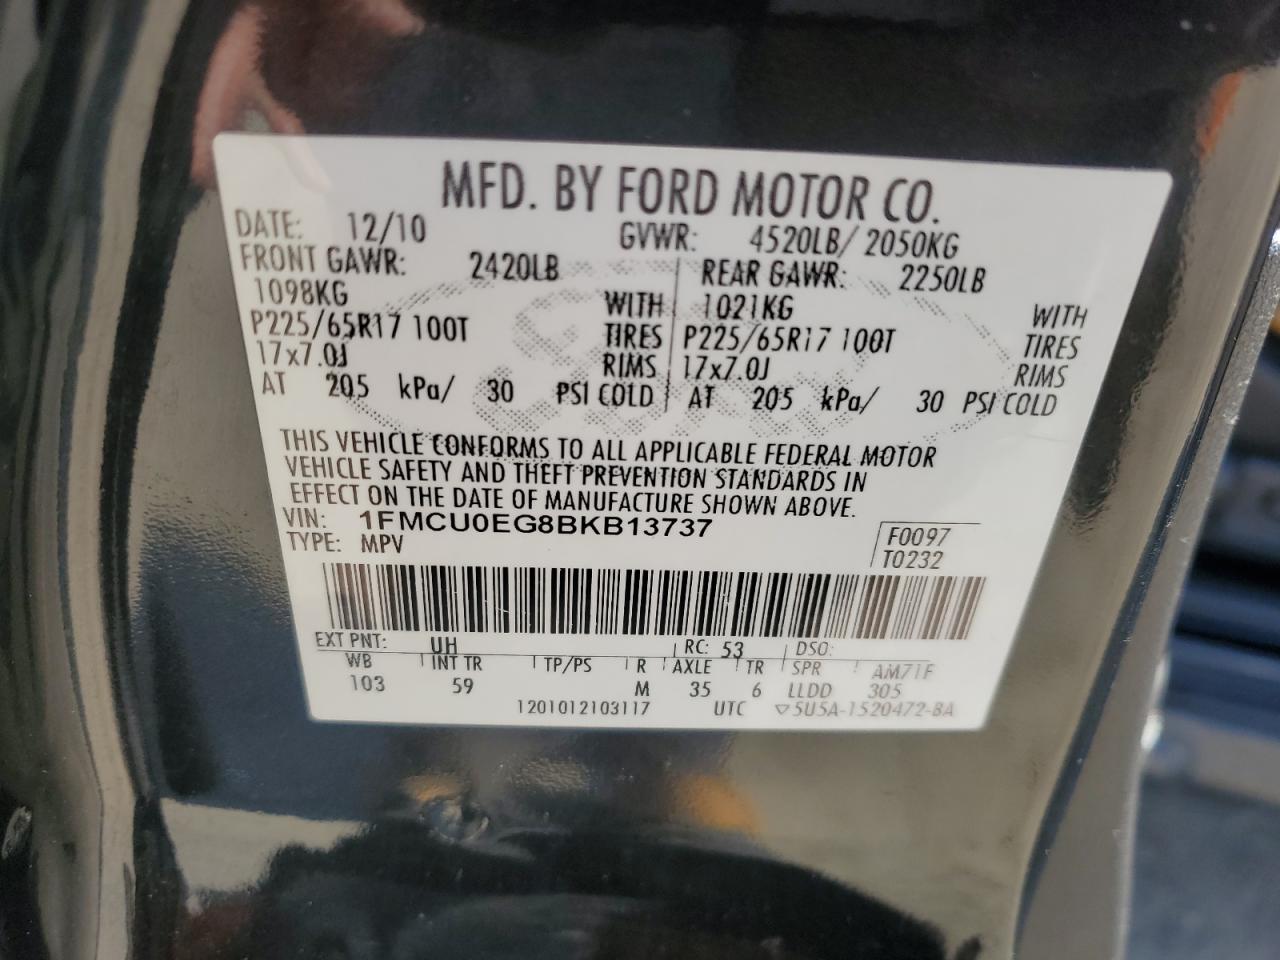 MFD. BY FORD MOTOR CO.
DATE: 12/10 GVWR: 4520LB/ 2050KG
FRONT GAWR: 2420LB REAR GAWR: 2250LB
1098KG WITH 1021KG WITH
P225/65R17 100T TIRES P225/65R17 100T TIRES
17x7.0J RIMS 17x7.0J RIMS
AT 205 kPa/ 30 PSI COLD AT 205 kPa/ 30 PSI COLD
THIS VEHICLE CONFORMS TO ALL APPLICABLE FEDERAL MOTOR
VEHICLE SAFETY AND THEFT PREVENTION STANDARDS IN
EFFECT ON THE DATE OF MANUFACTURE SHOWN ABOVE.
VIN: 1FMCU0EG8BKB13737
TYPE: MPV
F0097
T0232
EXT PNT: UH RC: 53 DSO:
WB INT TR TP/PS R AXLE TR SPR AM71F
103 59 M 35 6 LLDD 305
1201012103117 UTC ▽5U5A-1520472-BA